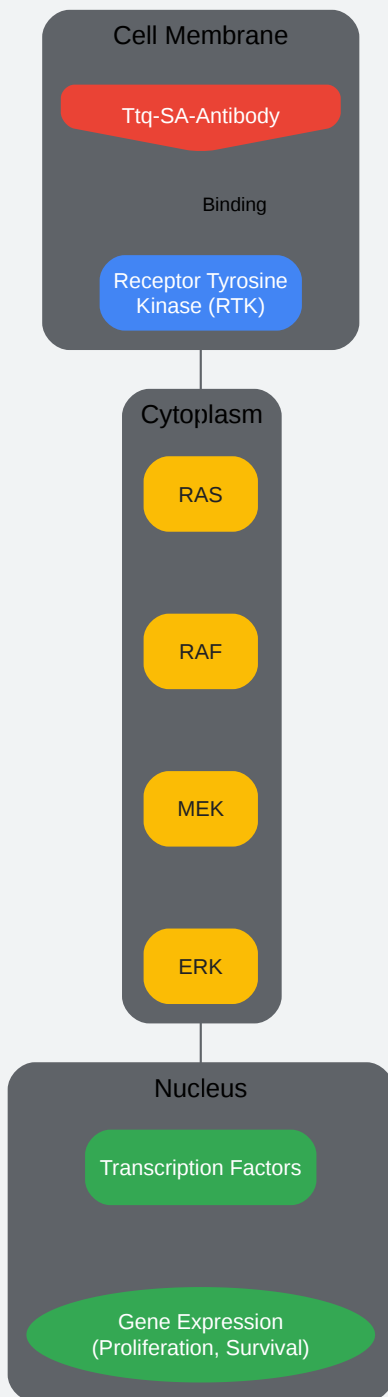 Cell Membrane
Ttq-SA-Antibody
Binding
Receptor Tyrosine
Kinase (RTK)
Cytoplasm
RAS
RAF
MEK
ERK
Nucleus
Transcription Factors
Gene Expression
(Proliferation, Survival)